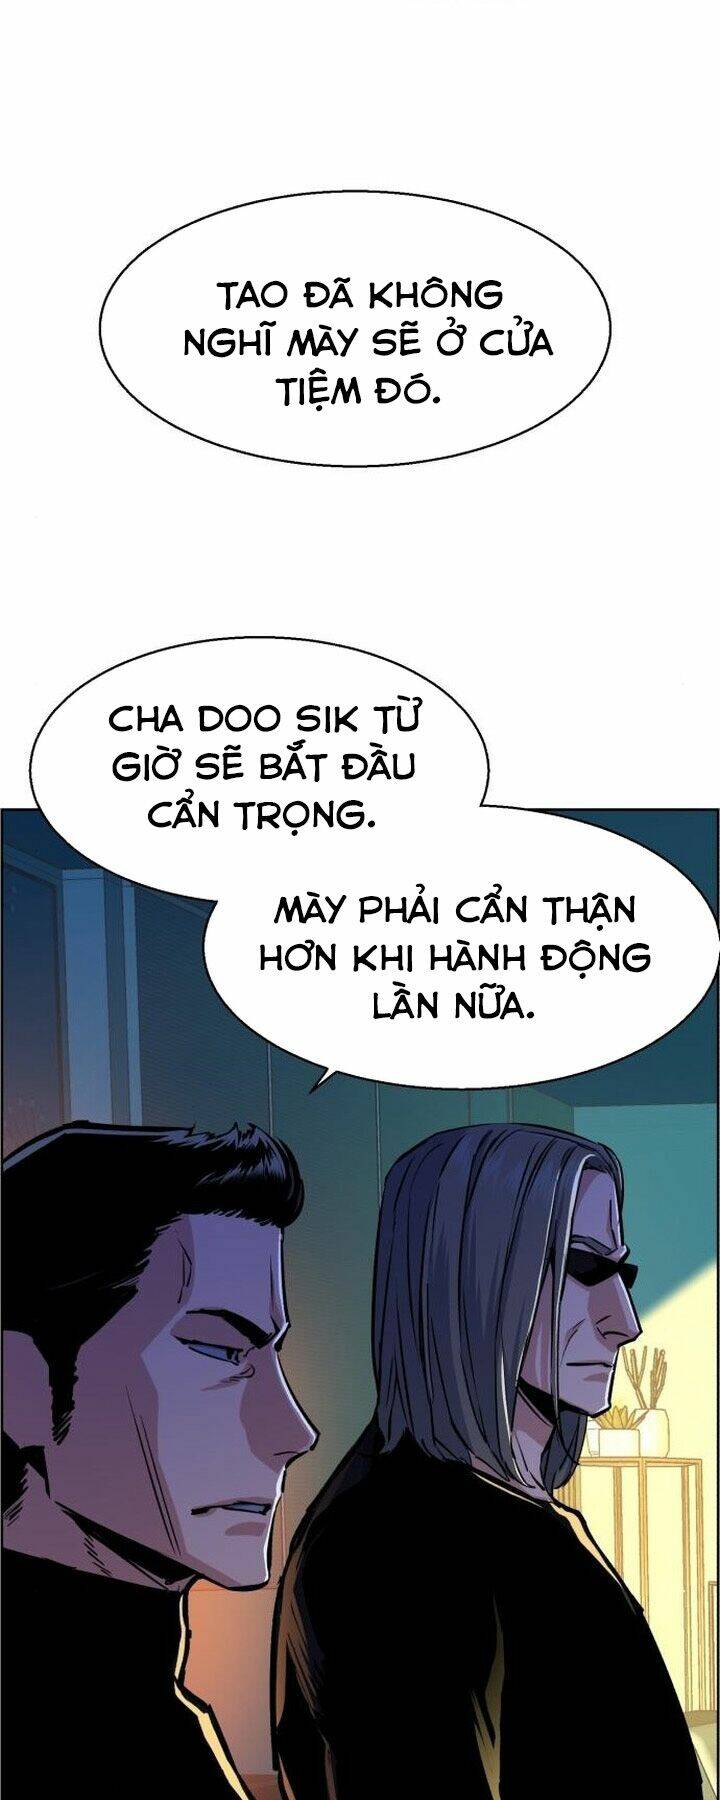 TAO ĐÃ KHÔNG
NGHĨ MÀY SẼ Ở CỬA
TIỆM ĐÓ.
CHA DOO SIK TỪ
GIỜ SẼ BẮT ĐẦU
CẨN TRỌNG.
MÀY PHẢI CẨN THẬN
HƠN KHI HÀNH ĐỘNG
LẦN NỮA.